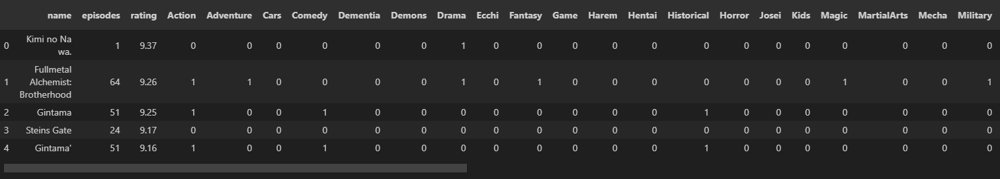 name episodes rating Action Adventure Cars Comedy Dementia Demons Drama Ecchi Fantasy Game Harem Hentai Historical Horror Josei Kids Magic MartialArts Mecha Military
0 Kimi no Na wa. 1 9.37 0 0 0 0 0 0 1 0 0 0 0 0 0 0 0 0 0 0 0 0
1 Fullmetal Alchemist: Brotherhood 64 9.26 1 1 0 0 0 0 1 0 1 0 0 0 0 0 0 0 1 0 0 1
2 Gintama 51 9.25 1 0 0 1 0 0 0 0 0 0 0 0 1 0 0 0 0 0 0 0
3 Steins Gate 24 9.17 0 0 0 0 0 0 0 0 0 0 0 0 0 0 0 0 0 0 0 0
4 Gintama' 51 9.16 1 0 0 1 0 0 0 0 0 0 0 0 1 0 0 0 0 0 0 0